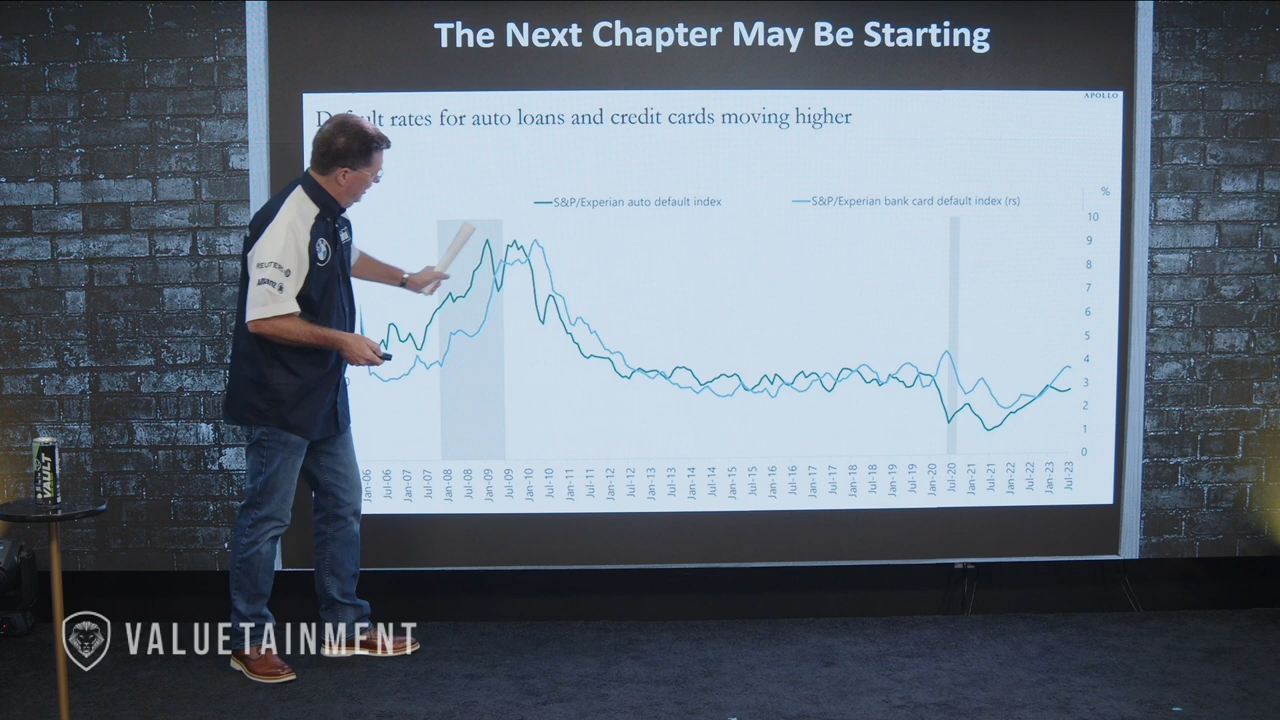 The Next Chapter May Be Starting
APOLLO
Default rates for auto loans and credit cards moving higher
S&P/Experian auto default index
S&P/Experian bank card default index (rs)
%
10
9
8
7
6
5
4
3
2
1
0
Jan-06
Jul-06
Jan-07
Jul-07
Jan-08
Jul-08
Jan-09
Jul-09
Jan-10
Jul-10
Jan-11
Jul-11
Jan-12
Jul-12
Jan-13
Jul-13
Jan-14
Jul-14
Jan-15
Jul-15
Jan-16
Jul-16
Jan-17
Jul-17
Jan-18
Jul-18
Jan-19
Jul-19
Jan-20
Jul-20
Jan-21
Jul-21
Jan-22
Jul-22
Jan-23
Jul-23
REUTERS
Allianz
VAULT
VALUETAINMENT